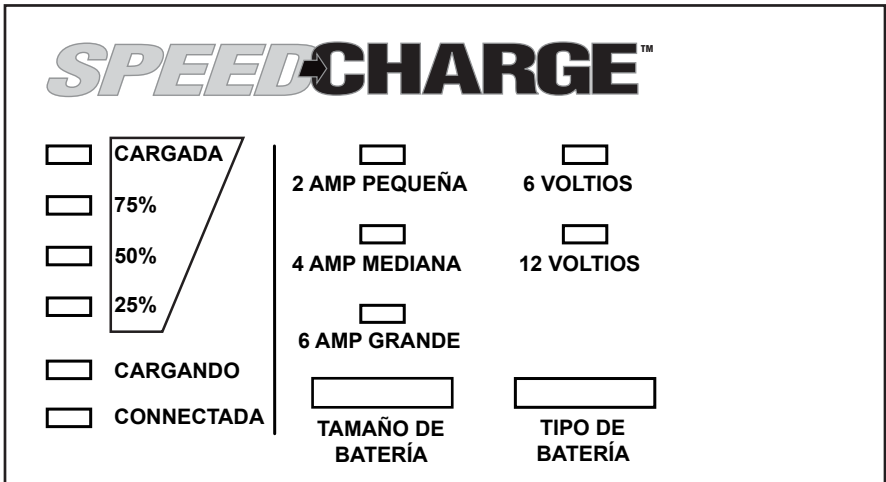 SPEEDCHARGE™
CARGADA
75%
50%
25%
CARGANDO
CONNECTADA
2 AMP PEQUEÑA
4 AMP MEDIANA
6 AMP GRANDE
TAMAÑO DE
BATERÍA
6 VOLTIOS
12 VOLTIOS
TIPO DE
BATERÍA